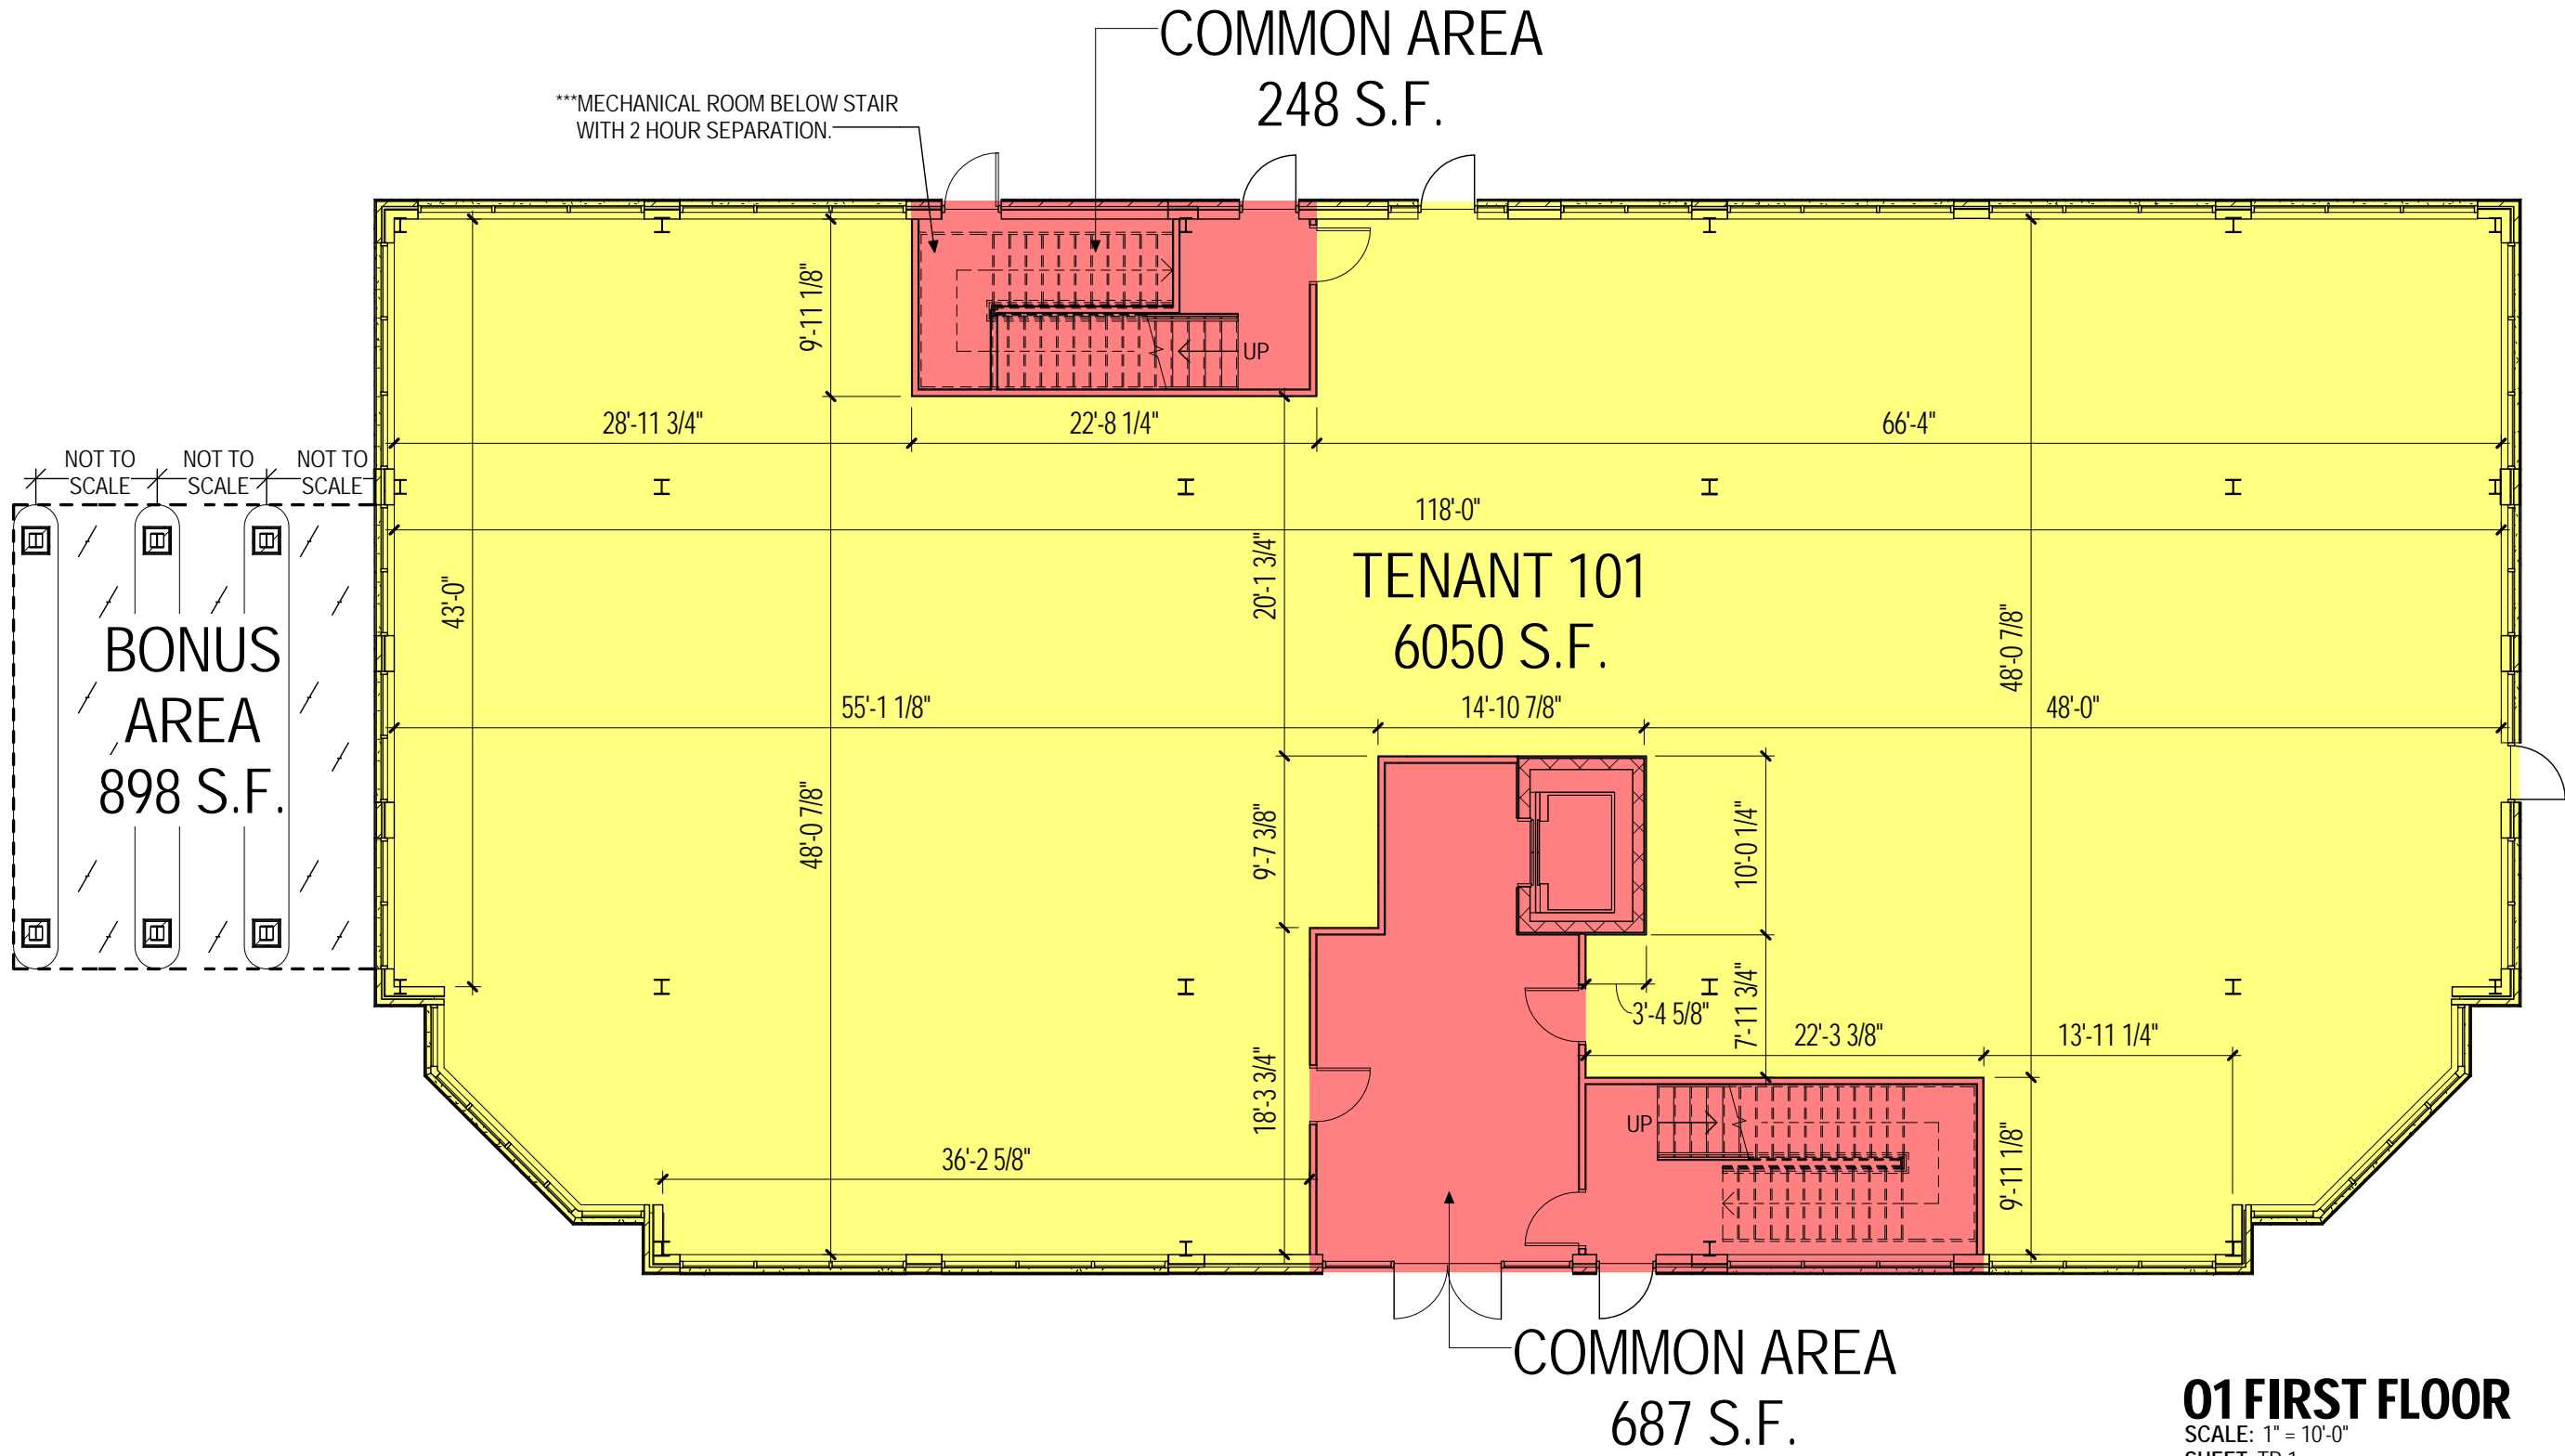 COMMON AREA
248 S.F.
***MECHANICAL ROOM BELOW STAIR
WITH 2 HOUR SEPARATION.
9'-11 1/8"
UP
28'-11 3/4"
22'-8 1/4"
66'-4"
NOT TO
SCALE
NOT TO
SCALE
NOT TO
SCALE
118'-0"
43'-0"
20'-1 3/4"
TENANT 101
6050 S.F.
48'-0 7/8"
BONUS
AREA
898 S.F.
55'-1 1/8"
14'-10 7/8"
48'-0"
48'-0 7/8"
9'-7 3/8"
10'-0 1/4"
3'-4 5/8"
7'-11 3/4"
22'-3 3/8"
13'-11 1/4"
18'-3 3/4"
UP
36'-2 5/8"
9'-11 1/8"
COMMON AREA
687 S.F.
01 FIRST FLOOR
SCALE: 1" = 10'-0"